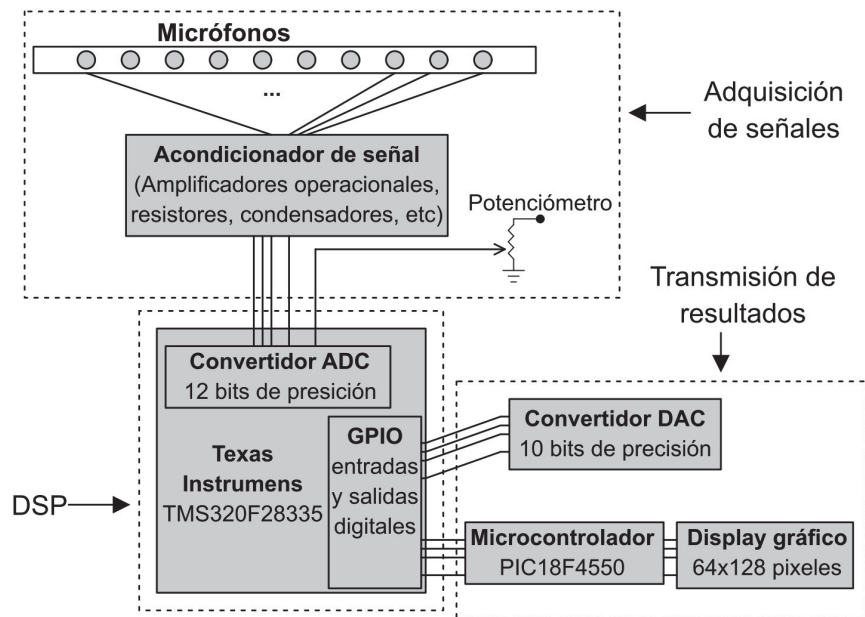 Micrófonos
...
Acondicionador de señal
(Amplificadores operacionales,
resistores, condensadores, etc)
Potenciómetro
Adquisición
de señales
Transmisión de
resultados
Convertidor ADC
12 bits de presición
Texas
Instrumens
TMS320F28335
GPIO
entradas
y salidas
digitales
DSP
Convertidor DAC
10 bits de precisión
Microcontrolador
PIC18F4550
Display gráfico
64x128 pixeles